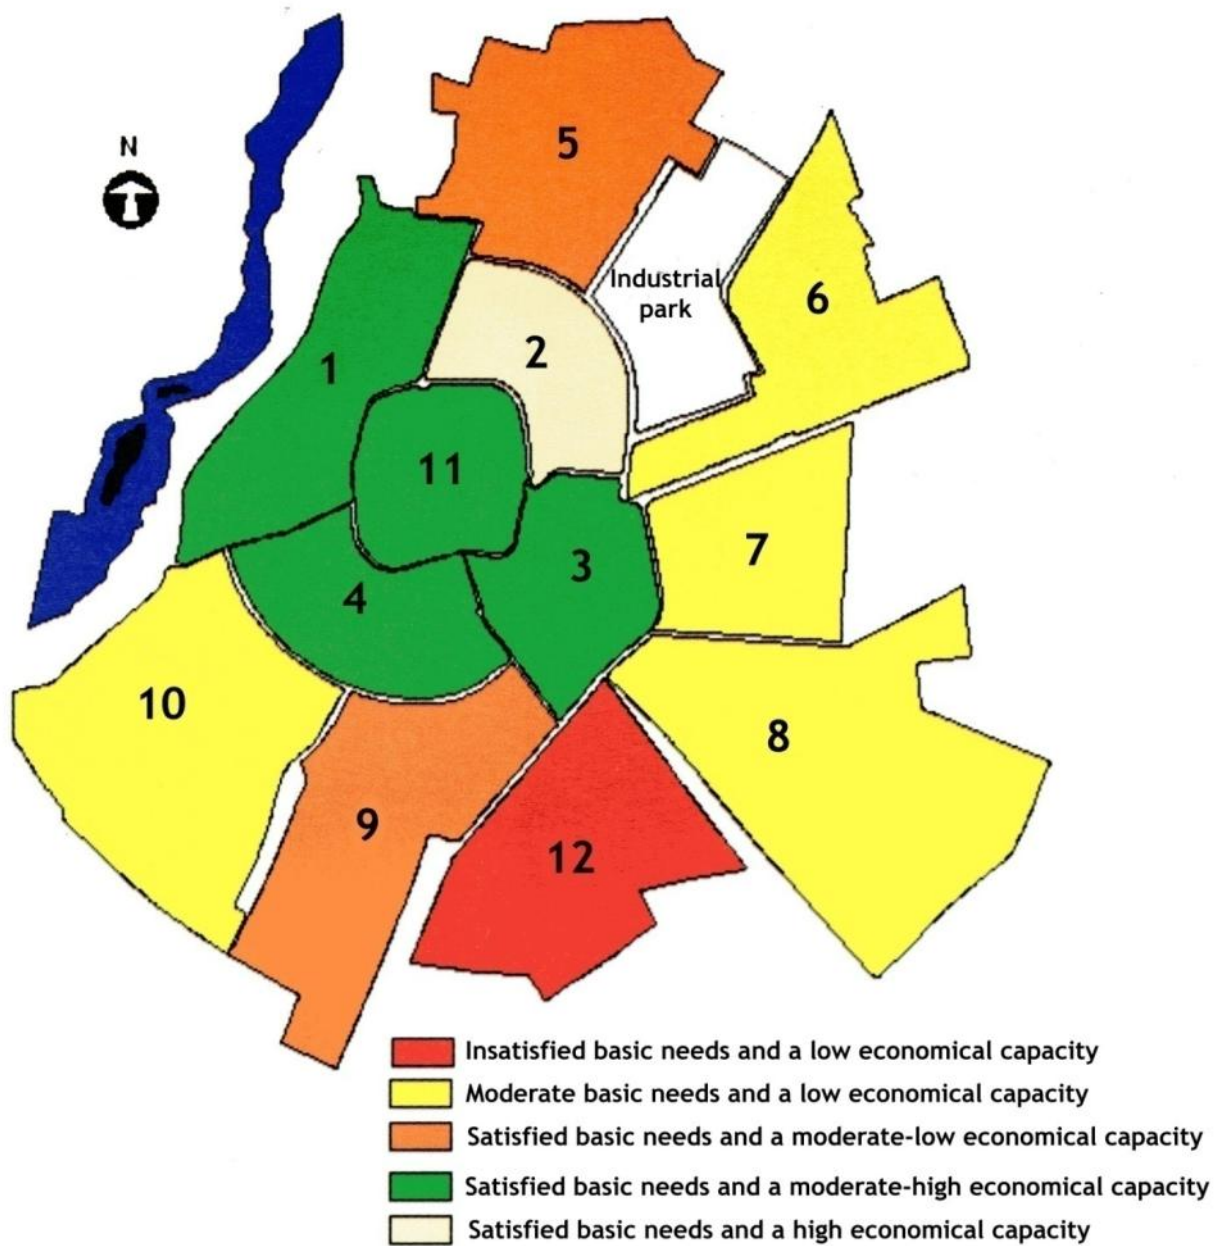 N
5
Industrial
park
6
2
1
11
7
3
4
10
8
9
12
Insatisfied basic needs and a low economical capacity
Moderate basic needs and a low economical capacity
Satisfied basic needs and a moderate-low economical capacity
Satisfied basic needs and a moderate-high economical capacity
Satisfied basic needs and a high economical capacity